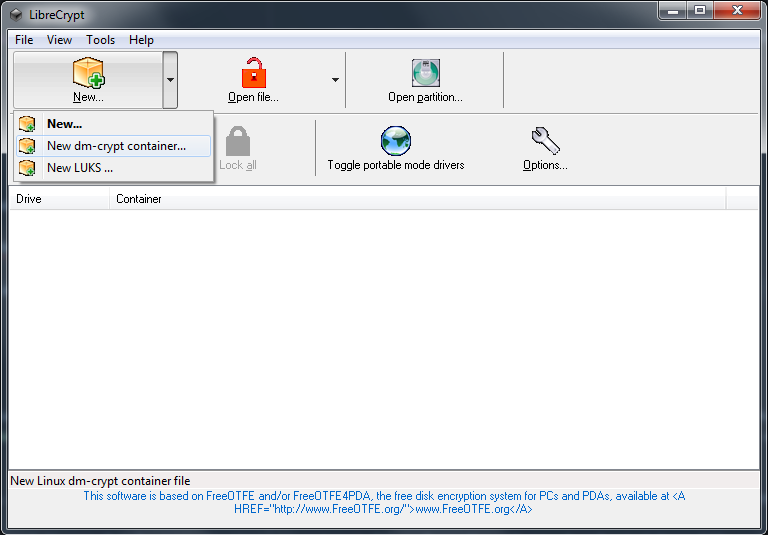 LibreCrypt
File View Tools Help
New... Open file... Open partition...
New...
New dm-crypt container...
New LUKS ...
Lock all Toggle portable mode drivers Options...
Drive Container
New Linux dm-crypt container file
This software is based on FreeOTFE and/or FreeOTFE4PDA, the free disk encryption system for PCs and PDAs, available at <A
HREF="http://www.FreeOTFE.org/">www.FreeOTFE.org</A>